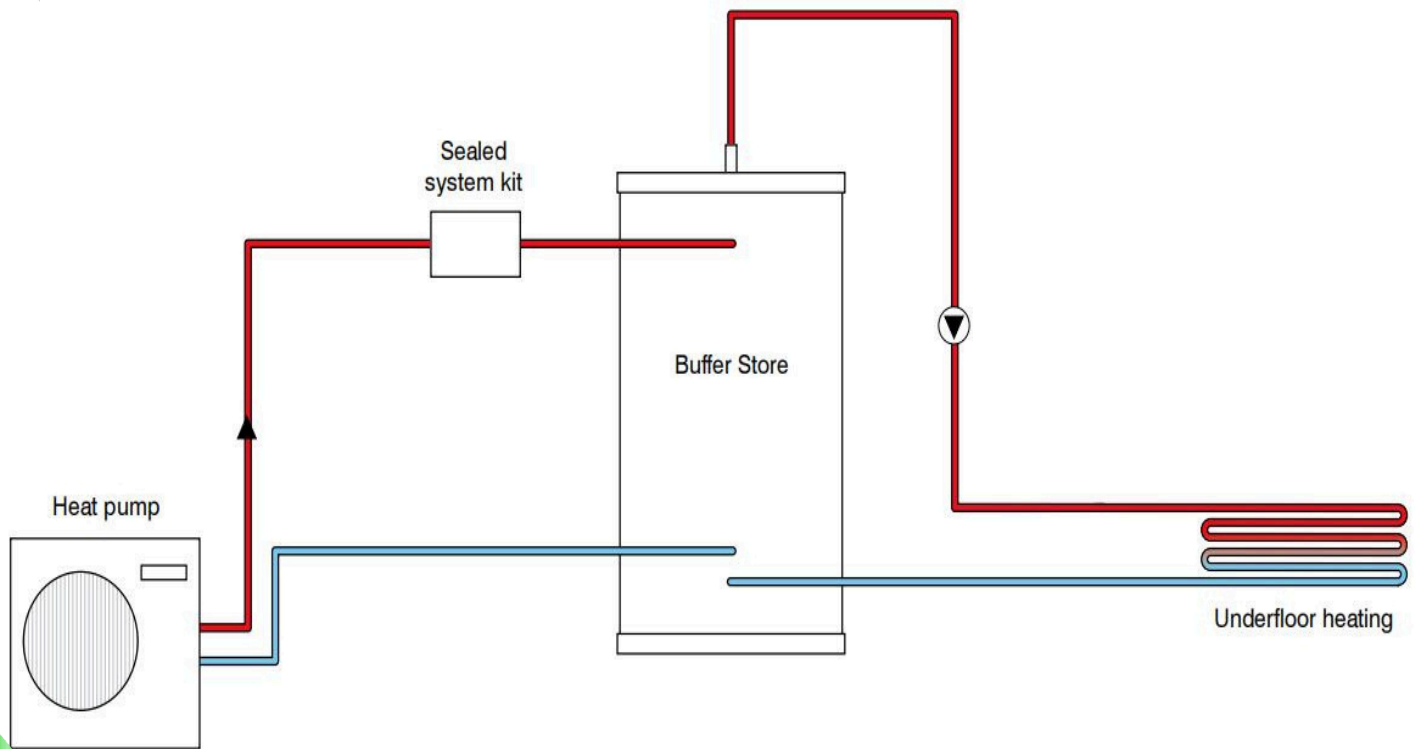 Sealed
system kit
Buffer Store
Heat pump
Underfloor heating